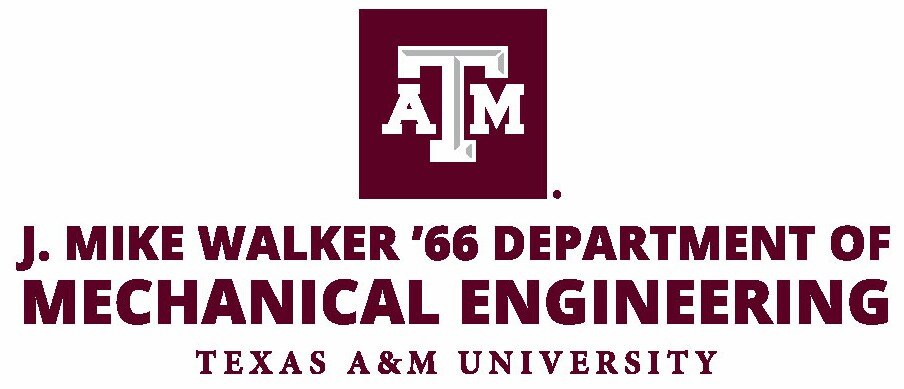 ATM
J. MIKE WALKER ’66 DEPARTMENT OF
MECHANICAL ENGINEERING
TEXAS A&M UNIVERSITY